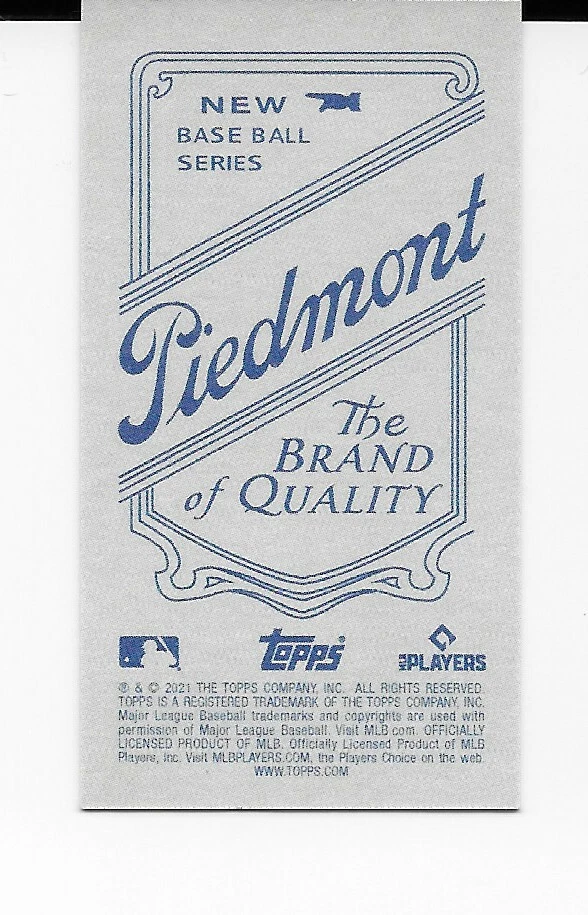 NEW
BASE BALL
SERIES
Piedmont
The
BRAND
of QUALITY
topps
MLB PLAYERS
® & © 2021 THE TOPPS COMPANY, INC. ALL RIGHTS RESERVED.
TOPPS IS A REGISTERED TRADEMARK OF THE TOPPS COMPANY, INC.
Major League Baseball trademarks and copyrights are used with
permission of Major League Baseball. Visit MLB.com. OFFICIALLY
LICENSED PRODUCT OF MLB. Officially Licensed Product of MLB
Players, Inc. Visit MLBPLAYERS.COM, the Players Choice on the web.
WWW.TOPPS.COM